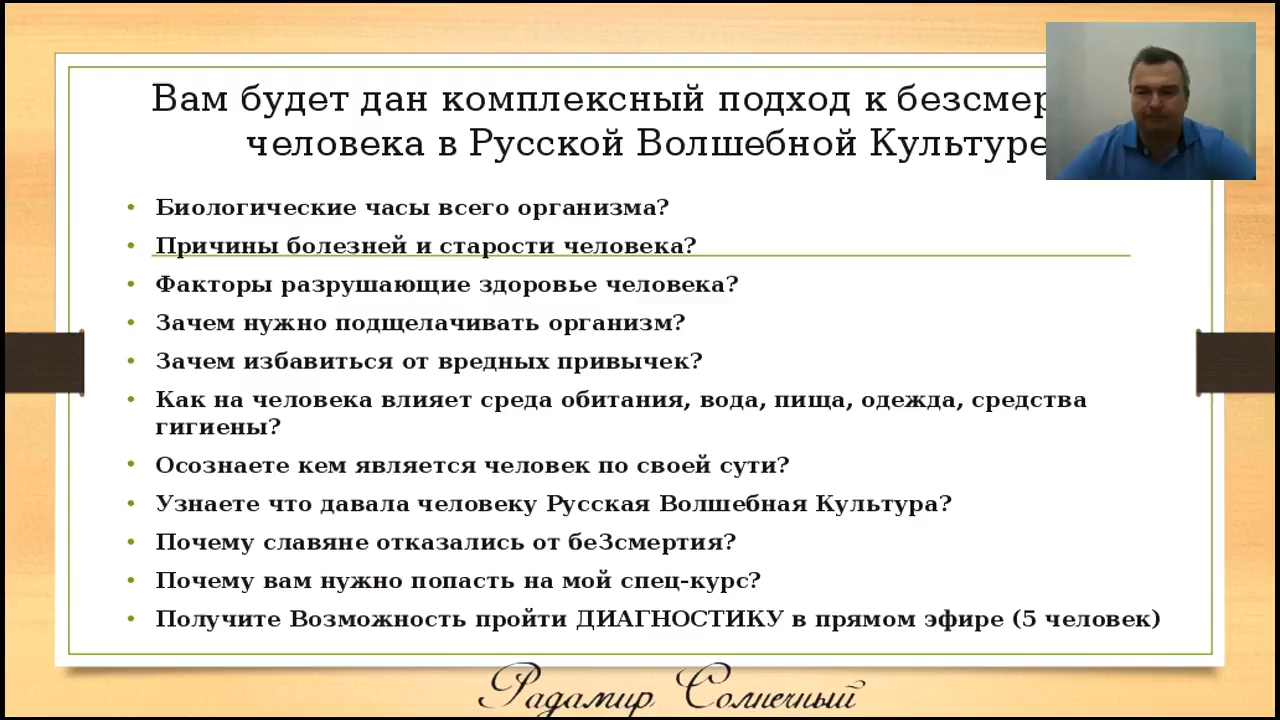 Вам будет дан комплексный подход к безсмер
человека в Русской Волшебной Культуре
• Биологические часы всего организма?
• Причины болезней и старости человека?
• Факторы разрушающие здоровье человека?
• Зачем нужно подщелачивать организм?
• Зачем избавиться от вредных привычек?
• Как на человека влияет среда обитания, вода, пища, одежда, средства
гигиены?
• Осознаете кем является человек по своей сути?
• Узнаете что давала человеку Русская Волшебная Культура?
• Почему славяне отказались от беЗсмертия?
• Почему вам нужно попасть на мой спец-курс?
• Получите Возможность пройти ДИАГНОСТИКУ в прямом эфире (5 человек)
Радамир Солнечный